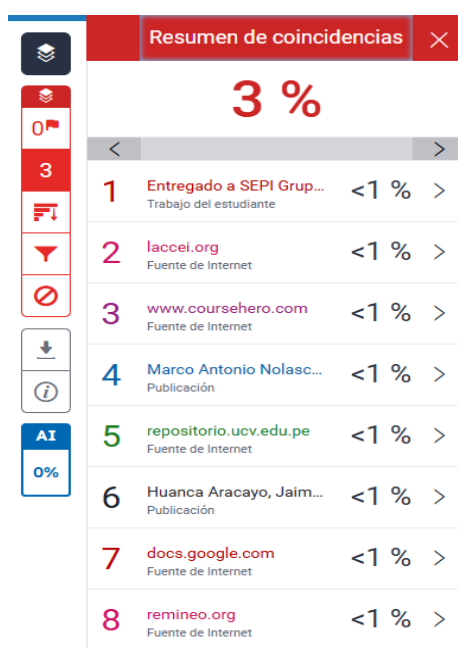 Resumen de coincidencias
3 %
0
3
AI
0%
1 Entregado a SEPI Grup... <1 %
Trabajo del estudiante
2 laccei.org <1 %
Fuente de Internet
3 www.coursehero.com <1 %
Fuente de Internet
4 Marco Antonio Nolasc... <1 %
Publicación
5 repositorio.ucv.edu.pe <1 %
Fuente de Internet
6 Huanca Aracayo, Jaim... <1 %
Publicación
7 docs.google.com <1 %
Fuente de Internet
8 remineo.org <1 %
Fuente de Internet